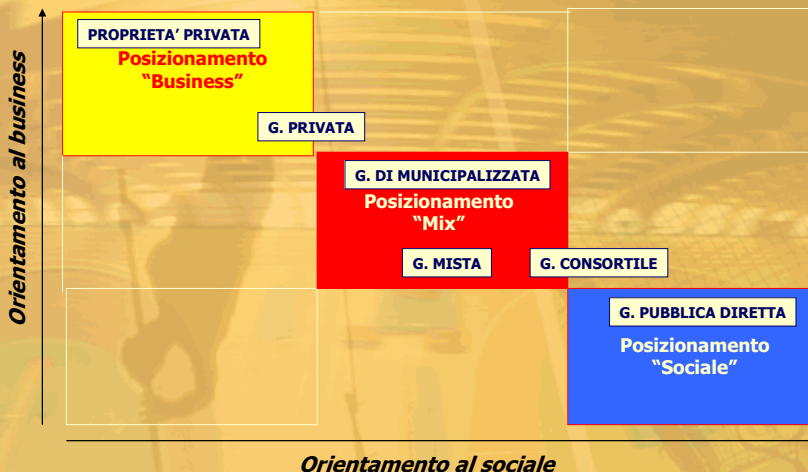 PROPRIETA’ PRIVATA
Posizionamento
“Business”
G. PRIVATA
G. DI MUNICIPALIZZATA
Posizionamento
“Mix”
G. MISTA
G. CONSORTILE
G. PUBBLICA DIRETTA
Posizionamento
“Sociale”
Orientamento al business
Orientamento al sociale